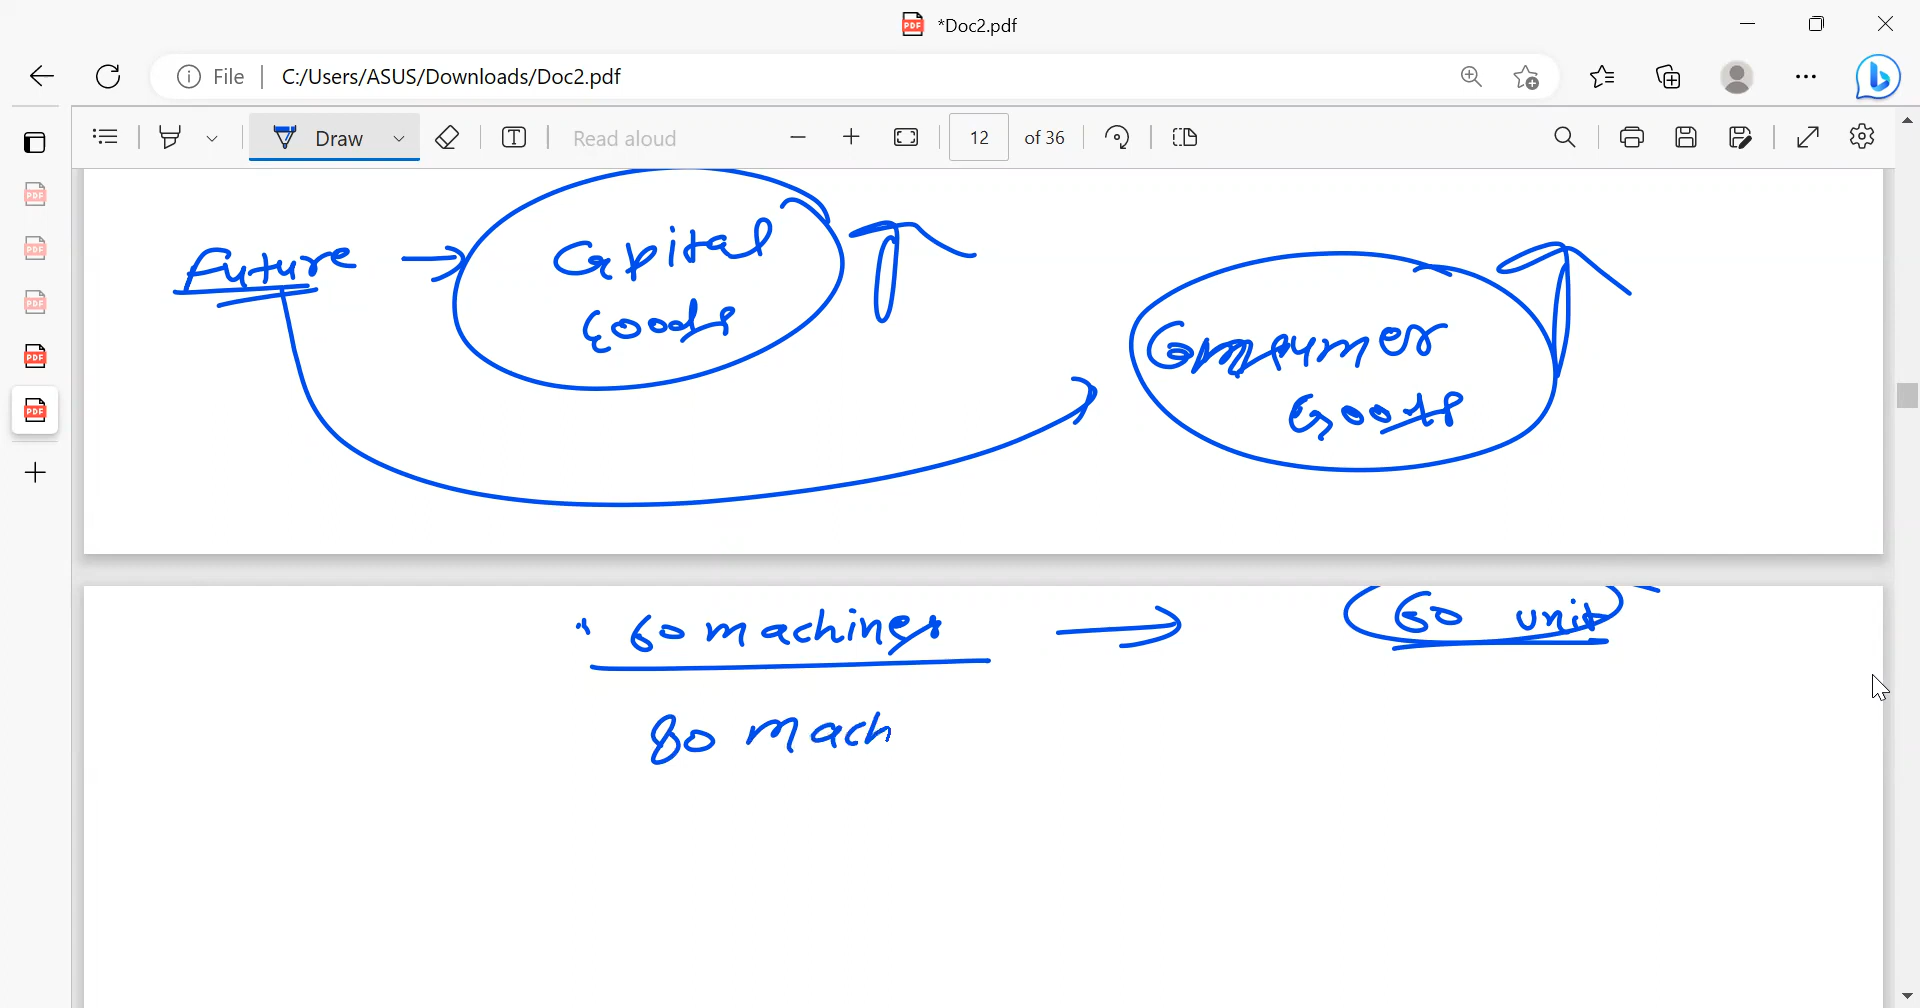 *Doc2.pdf
File C:/Users/ASUS/Downloads/Doc2.pdf
Draw Read aloud 12 of 36
future → Capital
Goods
Consumer
Goods
60 machines → 60 unit
80 mach